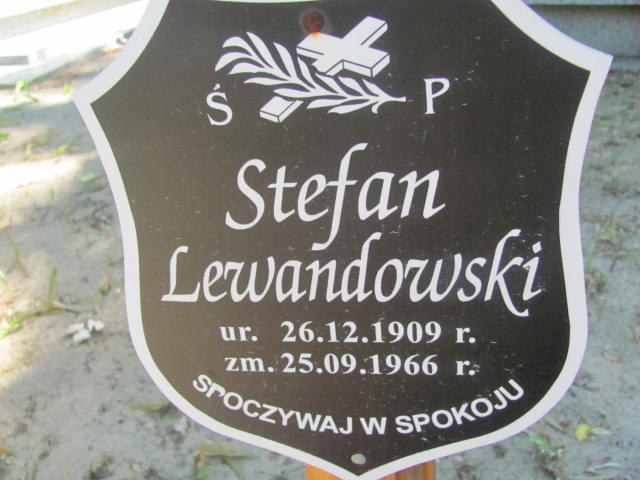 Ś P
Stefan
Lewandowski
ur. 26.12.1909 r.
zm. 25.09.1966 r.
SPOCZYWAJ W SPOKOJU